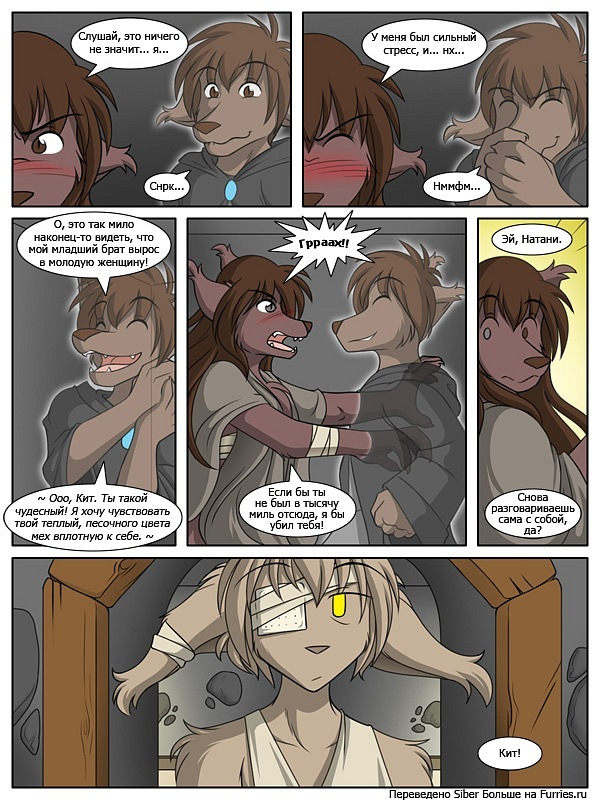 Слушай, это ничего
не значит... я...
Снрк...
У меня был сильный
стресс, и... нх...
Нммфм...
О, это так мило
наконец-то видеть, что
мой младший брат вырос
в молодую женщину!
~ Ооо, Кит. Ты такой
чудесный! Я хочу чувствовать
твой теплый, песочного цвета
мех вплотную к себе. ~
Гррaах!!
Если бы ты
не был в тысячу
миль отсюда, я бы
убил тебя!
Эй, Натани.
Снова
разговариваешь
сама с собой,
да?
Кит!
Переведено Siber Больше на Furries.ru